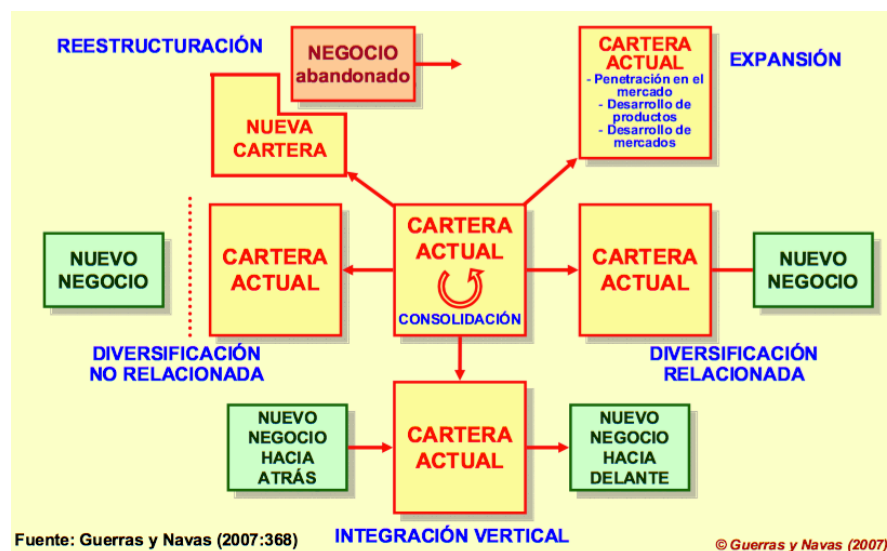 REESTRUCTURACIÓN
NEGOCIO
abandonado
NUEVA
CARTERA
CARTERA
ACTUAL
- Penetración en el
mercado
- Desarrollo de
productos
- Desarrollo de
mercados
EXPANSIÓN
NUEVO
NEGOCIO
CARTERA
ACTUAL
DIVERSIFICACIÓN
NO RELACIONADA
CARTERA
ACTUAL
CONSOLIDACIÓN
CARTERA
ACTUAL
NUEVO
NEGOCIO
DIVERSIFICACIÓN
RELACIONADA
NUEVO
NEGOCIO
HACIA
ATRÁS
CARTERA
ACTUAL
NUEVO
NEGOCIO
HACIA
DELANTE
INTEGRACIÓN VERTICAL
Fuente: Guerras y Navas (2007:368)
© Guerras y Navas (2007)